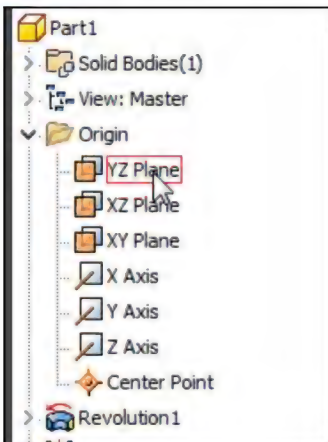 Part1
Solid Bodies(1)
View: Master
Origin
YZ Plane
XZ Plane
XY Plane
X Axis
Y Axis
Z Axis
Center Point
Revolution1